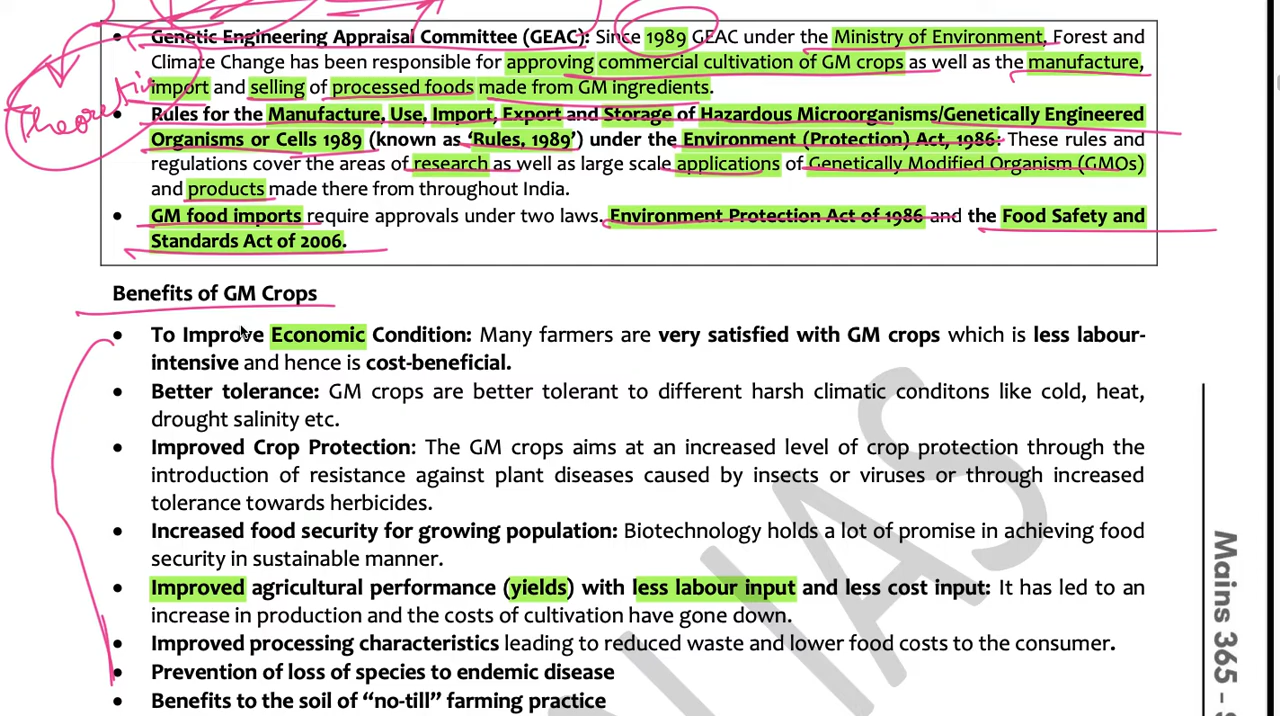 • Genetic Engineering Appraisal Committee (GEAC): Since 1989 GEAC under the Ministry of Environment, Forest and
Climate Change has been responsible for approving commercial cultivation of GM crops as well as the manufacture,
import and selling of processed foods made from GM ingredients.
Theoretive
• Rules for the Manufacture, Use, Import, Export and Storage of Hazardous Microorganisms/Genetically Engineered
Organisms or Cells 1989 (known as ‘Rules, 1989’) under the Environment (Protection) Act, 1986: These rules and
regulations cover the areas of research as well as large scale applications of Genetically Modified Organism (GMOs)
and products made there from throughout India.
• GM food imports require approvals under two laws. Environment Protection Act of 1986 and the Food Safety and
Standards Act of 2006.
Benefits of GM Crops
• To Improve Economic Condition: Many farmers are very satisfied with GM crops which is less labour-
intensive and hence is cost-beneficial.
• Better tolerance: GM crops are better tolerant to different harsh climatic conditons like cold, heat,
drought salinity etc.
• Improved Crop Protection: The GM crops aims at an increased level of crop protection through the
introduction of resistance against plant diseases caused by insects or viruses or through increased
tolerance towards herbicides.
• Increased food security for growing population: Biotechnology holds a lot of promise in achieving food
security in sustainable manner.
• Improved agricultural performance (yields) with less labour input and less cost input: It has led to an
increase in production and the costs of cultivation have gone down.
• Improved processing characteristics leading to reduced waste and lower food costs to the consumer.
• Prevention of loss of species to endemic disease
• Benefits to the soil of “no-till” farming practice
IAS
Mains 365 - S